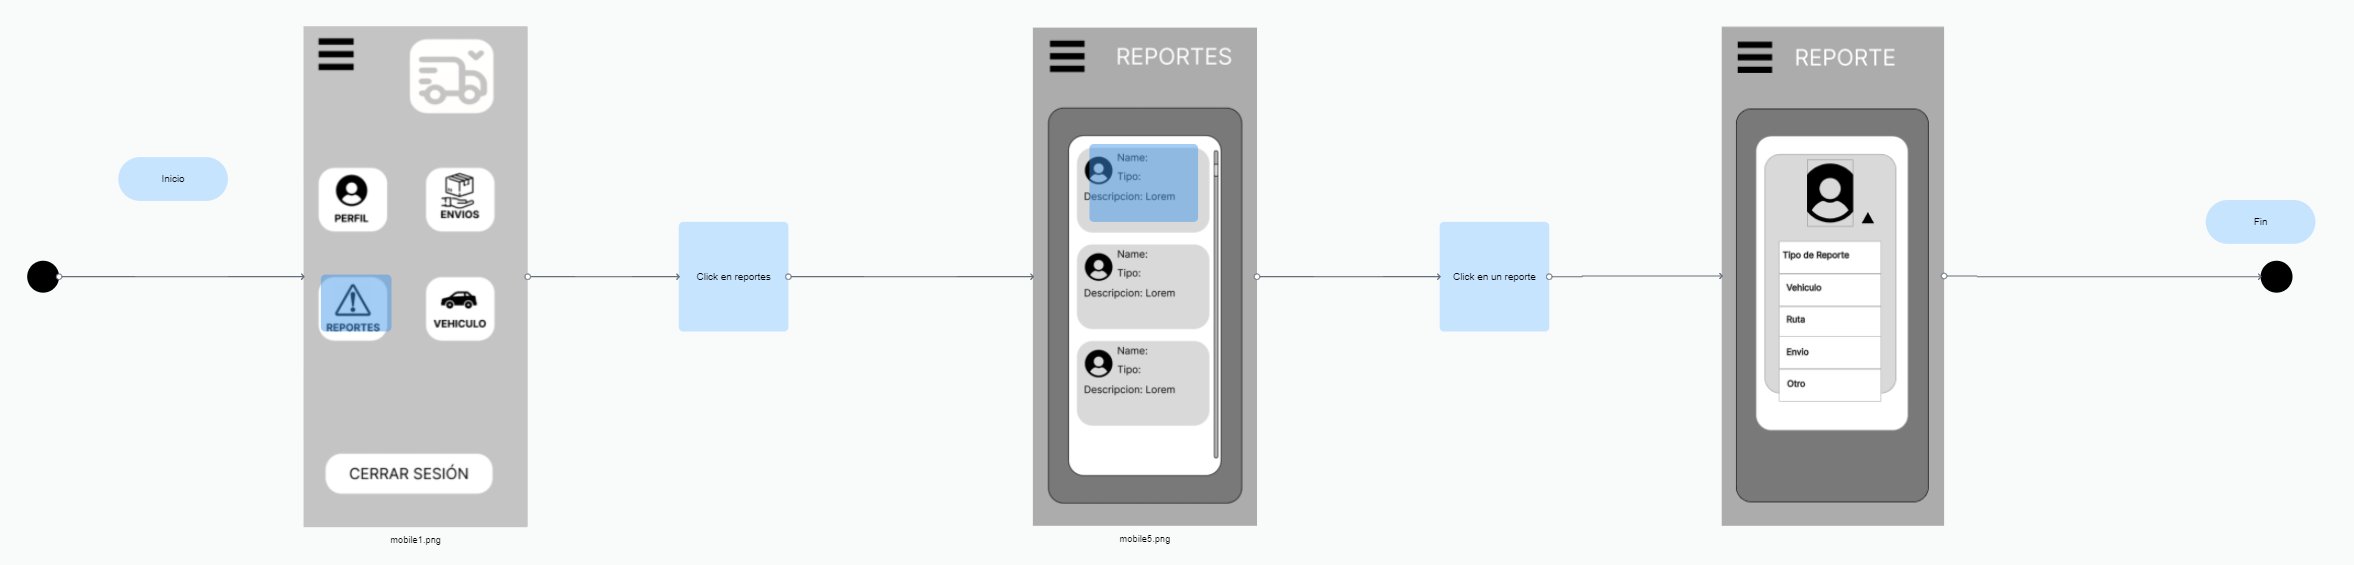 Inicio
PERFIL
ENVIOS
REPORTES
VEHICULO
CERRAR SESIÓN
mobile1.png
Click en reportes
REPORTES
Name:
Tipo:
Descripcion: Lorem
Name:
Tipo:
Descripcion: Lorem
Name:
Tipo:
Descripcion: Lorem
mobile5.png
Click en un reporte
REPORTE
Tipo de Reporte
Vehiculo
Ruta
Envio
Otro
Fin